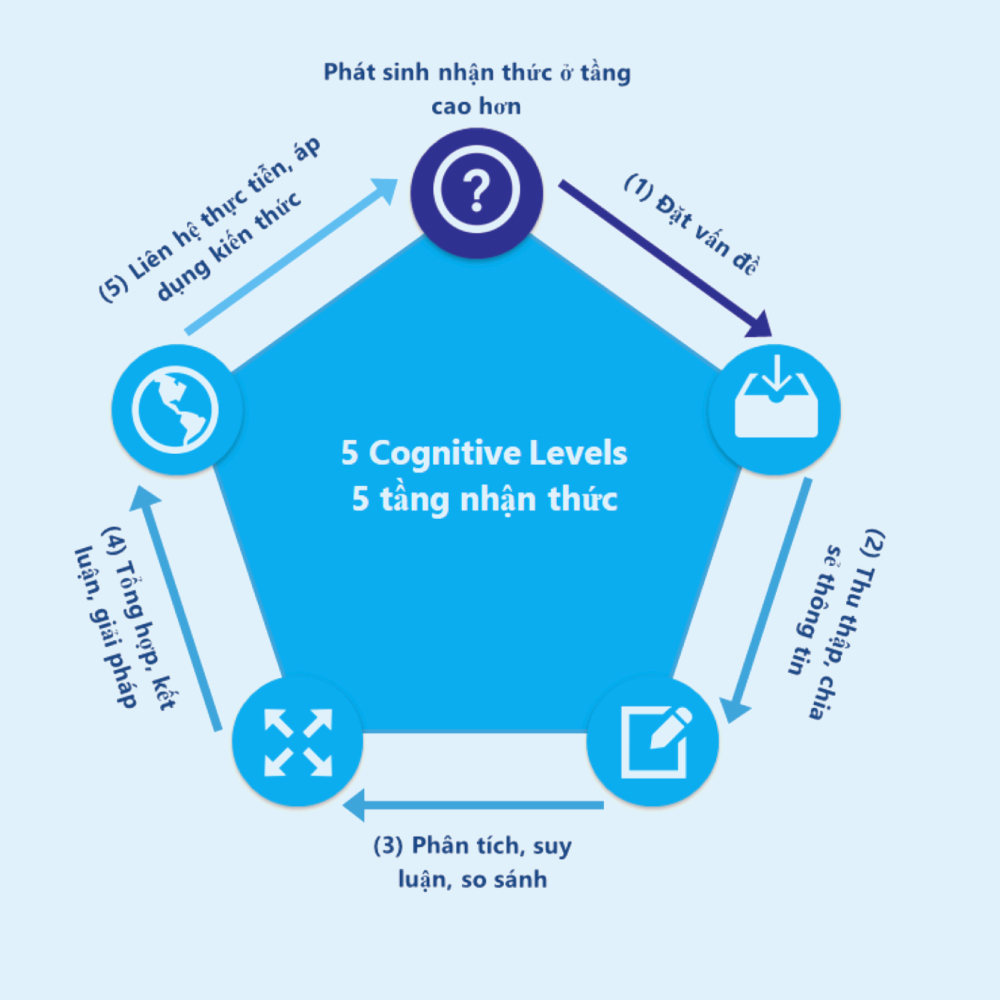 Phát sinh nhận thức ở tầng
cao hơn
(1) Đặt vấn đề
(2) Thu thập, chia
sẻ thông tin
(3) Phân tích, suy
luận, so sánh
(4) Tổng hợp, kết
luận, giải pháp
(5) Liên hệ thực tiễn, áp
dụng kiến thức
5 Cognitive Levels
5 tầng nhận thức
?